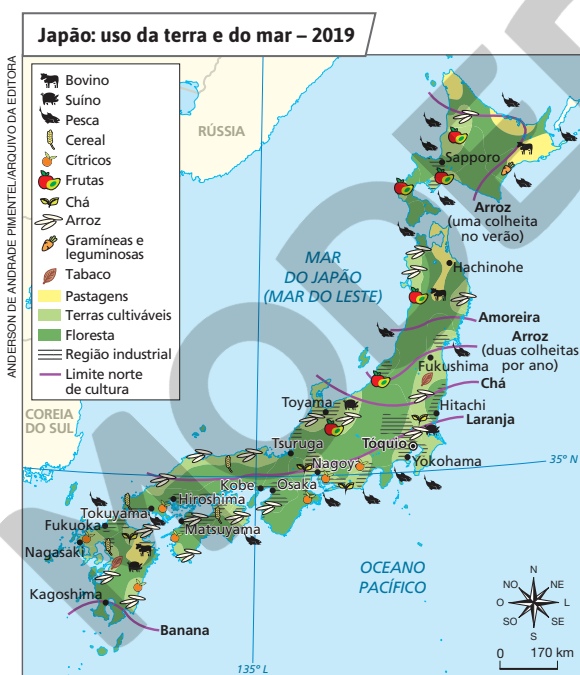 Japão: uso da terra e do mar – 2019
ANDERSON DE ANDRADE PIMENTEL/ARQUIVO DA EDITORA
Bovino
Suíno
Pesca
Cereal
Cítricos
Frutas
Chá
Arroz
Gramíneas e
leguminosas
Tabaco
Pastagens
Terras cultiváveis
Floresta
Região industrial
Limite norte
de cultura
RÚSSIA
Sapporo
Arroz
(uma colheita
no verão)
MAR
DO JAPÃO
(MAR DO LESTE)
Hachinohe
Amoreira
Arroz
(duas colheitas
por ano)
Fukushima
Chá
COREIA
DO SUL
Toyama
Hitachi
Laranja
Tsuruga
Tóquio
Nagoy
Yokohama
35º N
Kobe
Osaka
Hiroshima
Tokuyama
Fukuoka
Matsuyama
Nagasaki
Kagoshima
Banana
OCEANO
PACÍFICO
N
NO
NE
O
L
SO
SE
S
0 170 km
135º L